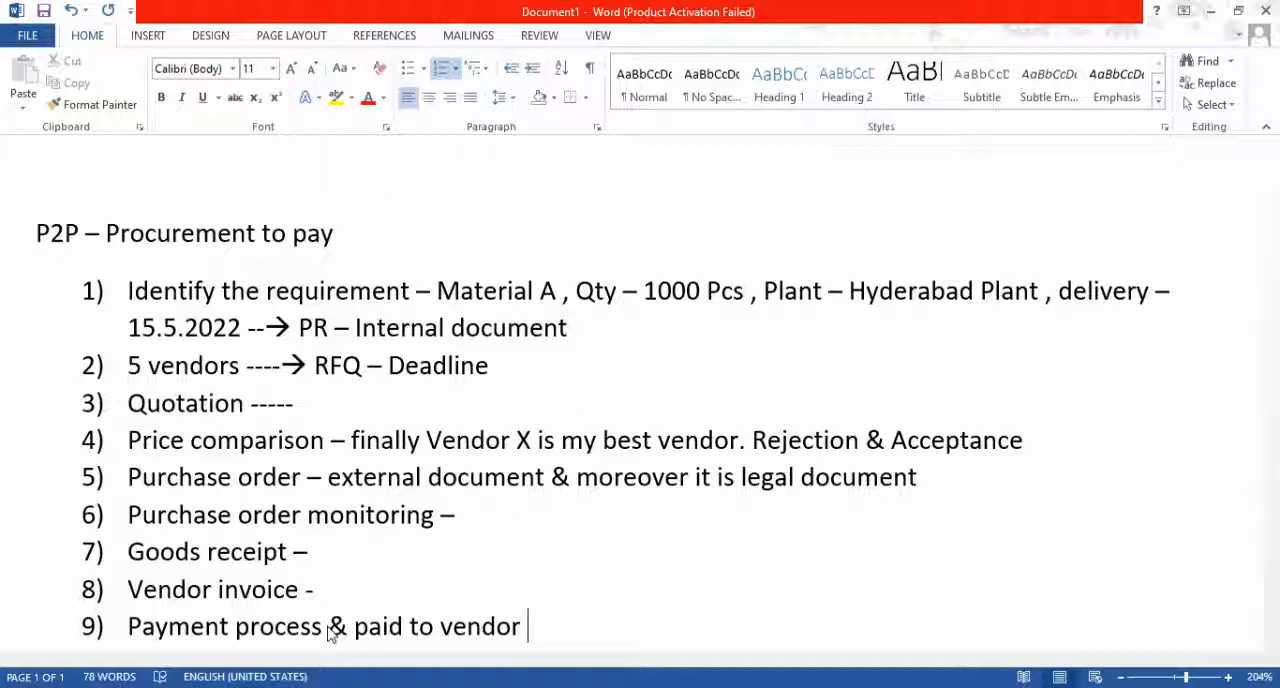 Document1 - Word (Product Activation Failed)
FILE HOME INSERT DESIGN PAGE LAYOUT REFERENCES MAILINGS REVIEW VIEW
Paste Cut Copy Format Painter
Calibri (Body) 11 Aa
B I U abc X₂ X² A A
AaBbCcDc AaBbCcDc AaBbCc AaBbCcD AaBl AaBbCcD AaBbCcDc AaBbCcDc
¶ Normal ¶ No Spac... Heading 1 Heading 2 Title Subtitle Subtle Em... Emphasis
Find Replace Select
Clipboard Font Paragraph Styles Editing
P2P – Procurement to pay
1) Identify the requirement – Material A , Qty – 1000 Pcs , Plant – Hyderabad Plant , delivery –
15.5.2022 --→ PR – Internal document
2) 5 vendors ----→ RFQ – Deadline
3) Quotation -----
4) Price comparison – finally Vendor X is my best vendor. Rejection & Acceptance
5) Purchase order – external document & moreover it is legal document
6) Purchase order monitoring –
7) Goods receipt –
8) Vendor invoice -
9) Payment process & paid to vendor
PAGE 1 OF 1 78 WORDS ENGLISH (UNITED STATES) 204%